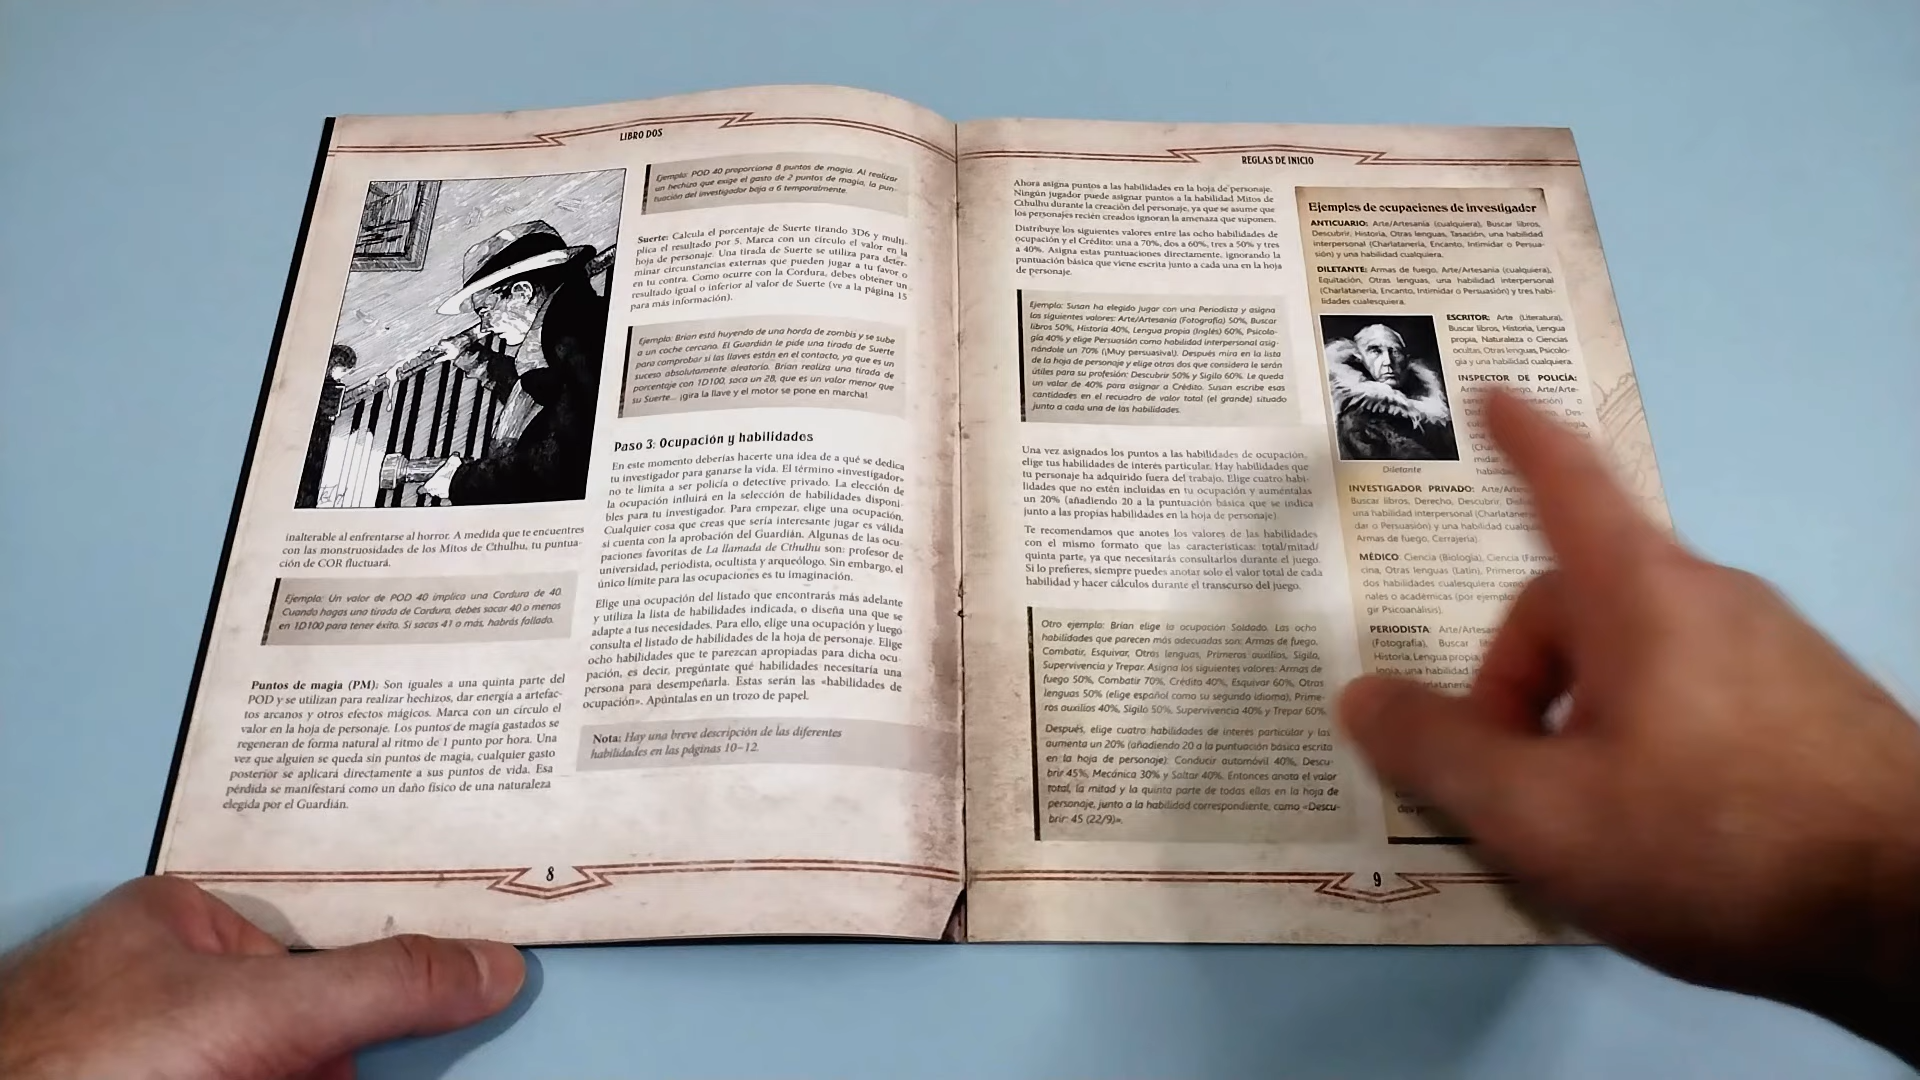 LIBRO DOS
inalterable al enfrentarse al horror. A medida que te encuentres
con las monstruosidades de los Mitos de Cthulhu, tu puntua-
ción de COR fluctuará.
Ejemplo: Un valor de POD 40 implica una Cordura de 40.
Cuando hagas una tirada de Cordura, debes sacar 40 o menos
en 1D100 para tener éxito. Si sacas 41 o más, habrás fallado.
Puntos de magia (PM): Son iguales a una quinta parte del
POD y se utilizan para realizar hechizos, dar energía a artefac-
tos arcanos y otros efectos mágicos. Marca con un círculo el
valor en la hoja de personaje. Los puntos de magia gastados se
regeneran de forma natural al ritmo de 1 punto por hora. Una
vez que alguien se queda sin puntos de magia, cualquier gasto
posterior se aplicará directamente a sus puntos de vida. Esa
pérdida se manifestará como un daño físico de una naturaleza
elegida por el Guardián.
Ejemplo: POD 40 proporciona 8 puntos de magia. Al realizar
un hechizo que exige el gasto de 2 puntos de magia, la pun-
tuación del investigador baja a 6 temporalmente.
Suerte: Calcula el porcentaje de Suerte tirando 3D6 y multi-
plica el resultado por 5. Marca con un círculo el valor en la
hoja de personaje. Una tirada de Suerte se utiliza para deter-
minar circunstancias externas que pueden jugar a tu favor o
en tu contra. Como ocurre con la Cordura, debes obtener un
resultado igual o inferior al valor de Suerte (ve a la página 15
para más información).
Ejemplo: Brian está huyendo de una horda de zombis y se sube
a un coche cercano. El Guardián le pide una tirada de Suerte
para comprobar si las llaves están en el contacto, ya que es un
suceso absolutamente aleatorio. Brian realiza una tirada de
porcentaje con 1D100, saca un 28, que es un valor menor que
su Suerte... ¡gira la llave y el motor se pone en marcha!
Paso 3: Ocupación y habilidades
En este momento deberías hacerte una idea de a qué se dedica
tu investigador para ganarse la vida. El término «investigador»
no te limita a ser policía o detective privado. La elección de
la ocupación influirá en la selección de habilidades disponi-
bles para tu investigador. Para empezar, elige una ocupación.
Cualquier cosa que creas que sería interesante jugar es válida
si cuenta con la aprobación del Guardián. Algunas de las ocu-
paciones favoritas de La llamada de Cthulhu son: profesor de
universidad, periodista, ocultista y arqueólogo. Sin embargo, el
único límite para las ocupaciones es tu imaginación.
Elige una ocupación del listado que encontrarás más adelante
y utiliza la lista de habilidades indicada, o diseña una que se
adapte a tus necesidades. Para ello, elige una ocupación y luego
consulta el listado de habilidades de la hoja de personaje. Elige
ocho habilidades que te parezcan apropiadas para dicha ocu-
pación, es decir, pregúntate qué habilidades necesitaría una
persona para desempeñarla. Estas serán las «habilidades de
ocupación». Apúntalas en un trozo de papel.
Nota: Hay una breve descripción de las diferentes
habilidades en las páginas 10-12.
8
REGLAS DE INICIO
Ahora asigna puntos a las habilidades en la hoja de personaje.
Ningún jugador puede asignar puntos a la habilidad Mitos de
Cthulhu durante la creación del personaje, ya que se asume que
los personajes recién creados ignoran la amenaza que suponen.
Distribuye los siguientes valores entre las ocho habilidades de
ocupación y el Crédito: una a 70%, dos a 60%, tres a 50% y tres
a 40%. Asigna estas puntuaciones directamente, ignorando la
puntuación básica que viene escrita junto a cada una en la hoja
de personaje.
Ejemplo: Susan ha elegido jugar con una Periodista y asigna
los siguientes valores: Arte/Artesanía (Fotografía) 50%, Buscar
libros 50%, Historia 40%, Lengua propia (Inglés) 60%, Psicolo-
gía 40% y elige Persuasión como habilidad interpersonal asig-
nándole un 70% (¡Muy persuasiva!). Después mira en la lista
de la hoja de personaje y elige otras dos que considera le serán
útiles para su profesión: Descubrir 50% y Sigilo 60%. Le queda
un valor de 40% para asignar a Crédito. Susan escribe esas
cantidades en el recuadro de valor total (el grande) situado
junto a cada una de las habilidades.
Una vez asignados los puntos a las habilidades de ocupación,
elige tus habilidades de interés particular. Hay habilidades que
tu personaje ha adquirido fuera del trabajo. Elige cuatro habi-
lidades que no estén incluidas en tu ocupación y auméntalas
un 20% (añadiendo 20 a la puntuación básica que se indica
junto a las propias habilidades en la hoja de personaje)
Te recomendamos que anotes los valores de las habilidades
con el mismo formato que las características: total/mitad/
quinta parte, ya que necesitarás consultarlos durante el juego.
Si lo prefieres, siempre puedes anotar solo el valor total de cada
habilidad y hacer cálculos durante el transcurso del juego.
Otro ejemplo: Brian elige la ocupación Soldado. Las ocho
habilidades que parecen más adecuadas son: Armas de fuego,
Combatir, Esquivar, Otras lenguas, Primeros auxilios, Sigilo,
Supervivencia y Trepar. Asigna los siguientes valores: Armas de
fuego 50%, Combatir 70%, Crédito 40%, Esquivar 60%, Otras
lenguas 50% (elige español como su segundo idioma), Prime-
ros auxilios 40%, Sigilo 50%, Supervivencia 40% y Trepar 60%.
Después, elige cuatro habilidades de interés particular y las
aumenta un 20% (añadiendo 20 a la puntuación básica escrita
en la hoja de personaje): Conducir automóvil 40%, Descu-
brir 45%, Mecánica 30% y Saltar 40%. Entonces anota el valor
total, la mitad y la quinta parte de todas ellas en la hoja de
personaje, junto a la habilidad correspondiente, como «Descu-
brir: 45 (22/9)».
Ejemplos de ocupaciones de investigador
ANTICUARIO: Arte/Artesanía (cualquiera), Buscar libros,
Descubrir, Historia, Otras lenguas, Tasación, una habilidad
interpersonal (Charlatanería, Encanto, Intimidar o Persua-
sión) y una habilidad cualquiera.
DILETANTE: Armas de fuego, Arte/Artesanía (cualquiera),
Equitación, Otras lenguas, una habilidad interpersonal
(Charlatanería, Encanto, Intimidar o Persuasión) y tres habi-
lidades cualesquiera.
ESCRITOR: Arte (Literatura),
Buscar libros, Historia, Lengua
propia, Naturaleza o Ciencias
ocultas, Otras lenguas, Psicolo-
gía y una habilidad cualquiera.
INSPECTOR DE POLICÍA:
Arte/Arte-
o
Des-
una
habilid
Diletante
INVESTIGADOR PRIVADO:
Buscar libros, Derecho, Descubrir,
una habilidad interpersonal
dar o Persuasión) y una habilidad
Armas de fuego, Cerrajería).
MÉDICO: Ciencia (Biología), Ciencia
cina, Otras lenguas (Latín), Primeros
dos habilidades cualesquiera como
nales o académicas (por ejemplo
gir Psicoanálisis).
PERIODISTA:
(Fotografía), Buscar
Historia, Lengua propia,
una habilidad
9